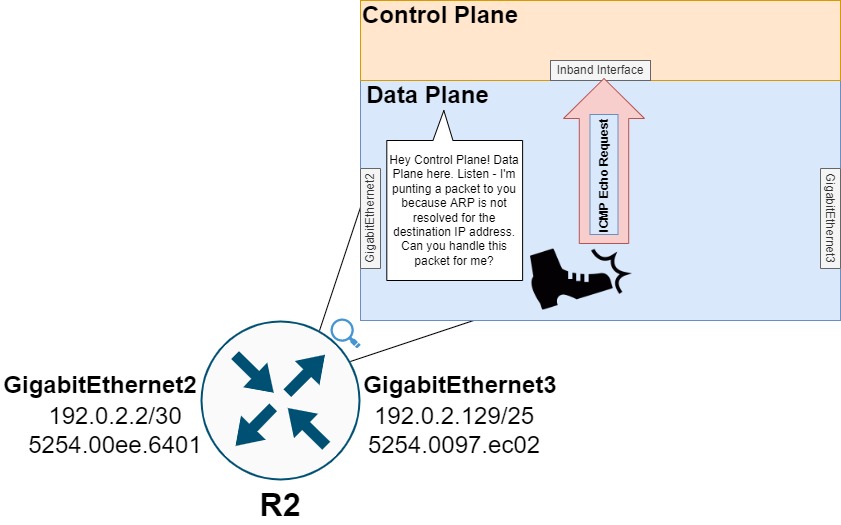 Control Plane
Inband Interface
Data Plane
Hey Control Plane! Data
Plane here. Listen - I'm
punting a packet to you
because ARP is not
resolved for the
destination IP address.
Can you handle this
packet for me?
ICMP Echo Request
GigabitEthernet2
GigabitEthernet3
GigabitEthernet2
192.0.2.2/30
5254.00ee.6401
GigabitEthernet3
192.0.2.129/25
5254.0097.ec02
R2